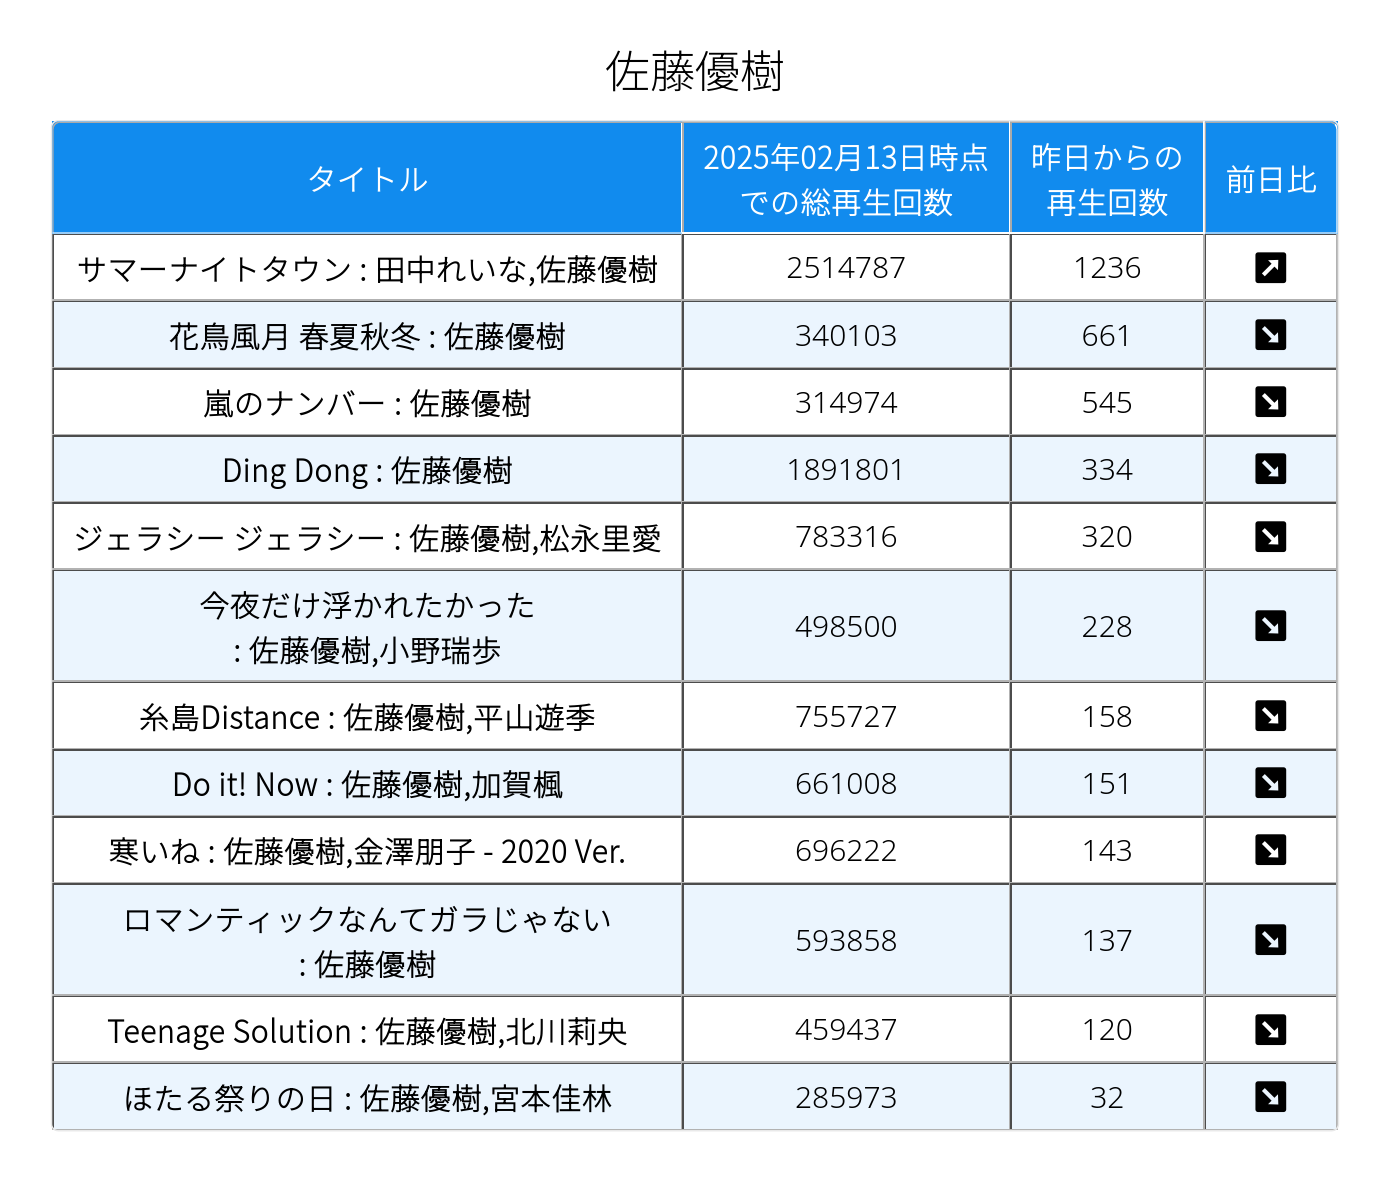 佐藤優樹
タイトル
2025年02月13日時点
での総再生回数
昨日からの
再生回数
前日比
サマーナイトタウン : 田中れいな,佐藤優樹 2514787 1236
花鳥風月 春夏秋冬 : 佐藤優樹 340103 661
嵐のナンバー : 佐藤優樹 314974 545
Ding Dong : 佐藤優樹 1891801 334
ジェラシー ジェラシー : 佐藤優樹,松永里愛 783316 320
今夜だけ浮かれたかった
: 佐藤優樹,小野瑞歩 498500 228
糸島Distance : 佐藤優樹,平山遊季 755727 158
Do it! Now : 佐藤優樹,加賀楓 661008 151
寒いね : 佐藤優樹,金澤朋子 - 2020 Ver. 696222 143
ロマンティックなんてガラじゃない
: 佐藤優樹 593858 137
Teenage Solution : 佐藤優樹,北川莉央 459437 120
ほたる祭りの日 : 佐藤優樹,宮本佳林 285973 32